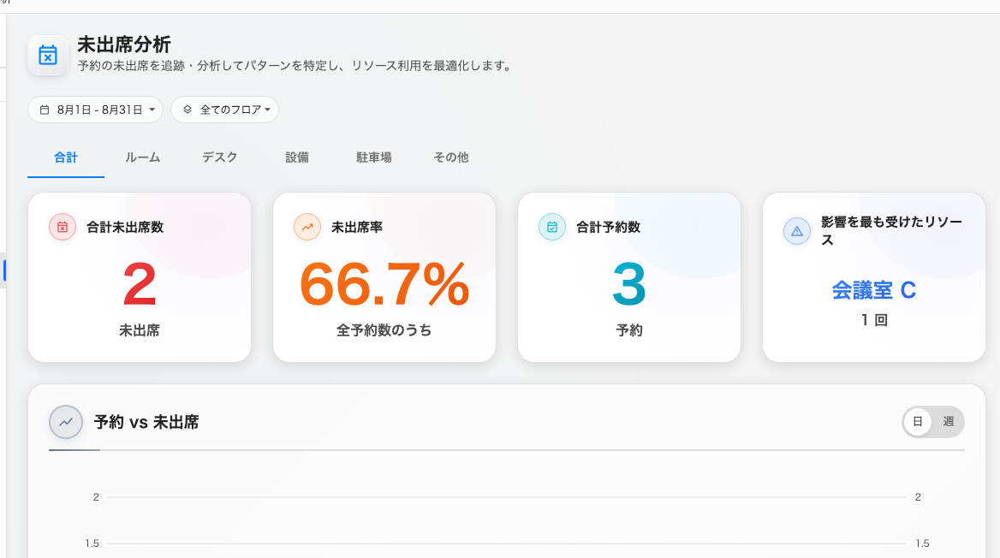 未出席分析
予約の未出席を追跡・分析してパターンを特定し、リソース利用を最適化します。
8月1日 - 8月31日
全てのフロア
合計
ルーム
デスク
設備
駐車場
その他
合計未出席数
2
未出席
未出席率
66.7%
全予約数のうち
合計予約数
3
予約
影響を最も受けたリソー
ス
会議室 C
1 回
予約 vs 未出席
日
週
2
2
1.5
1.5